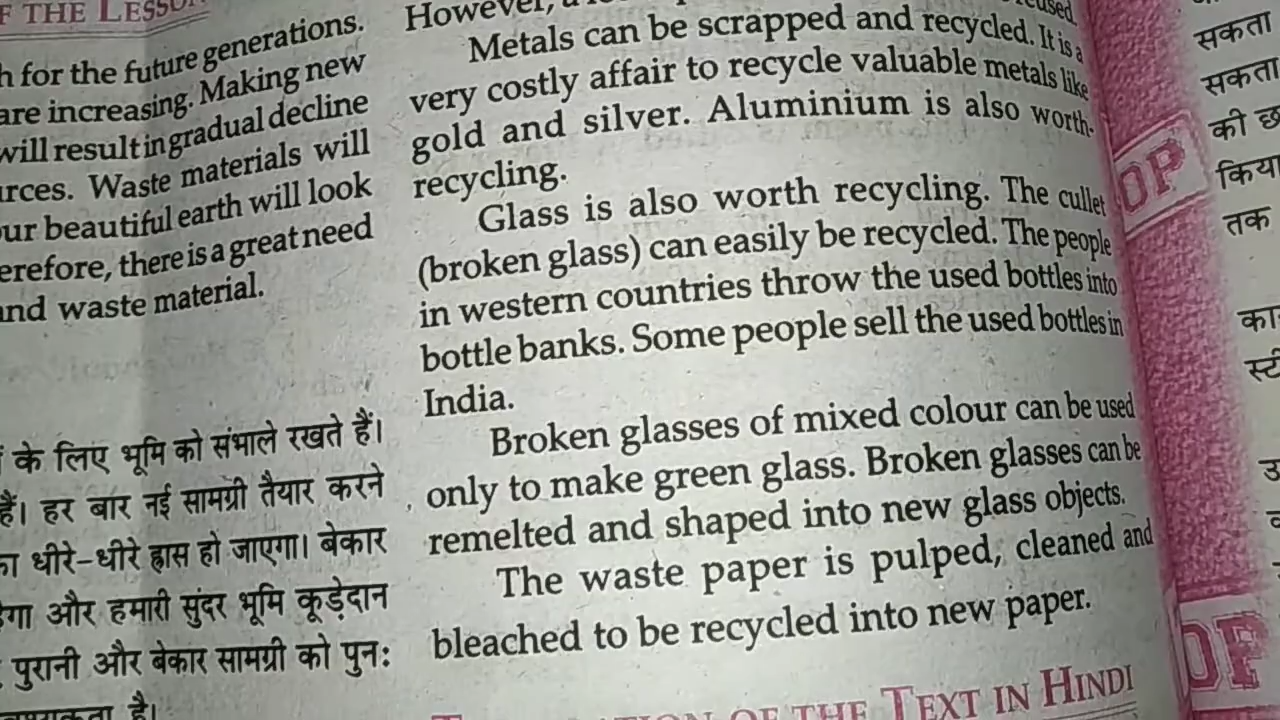 F THE LESSON
for the future generations.
are increasing. Making new
will result in gradual decline
Waste materials will
our beautiful earth will look
there is a great need
and waste material.
के लिए भूमि को संभाले रखते हैं।
हैं। हर बार नई सामग्री तैयार करने
धीरे-धीरे ह्रास हो जाएगा। बेकार
और हमारी सुंदर भूमि कूड़ेदान
पुरानी और बेकार सामग्री को पुनः
है।
However,
Metals can be scrapped and recycled. It is a
very costly affair to recycle valuable metals like
gold and silver. Aluminium is also worth-
recycling.
Glass is also worth recycling. The cullet
(broken glass) can easily be recycled. The people
in western countries throw the used bottles into
bottle banks. Some people sell the used bottles in
India.
Broken glasses of mixed colour can be used
only to make green glass. Broken glasses can be
remelted and shaped into new glass objects.
The waste paper is pulped, cleaned and
bleached to be recycled into new paper.
OF THE TEXT IN HINDI
OP
OP
सकता
सकता
की
किया
तक